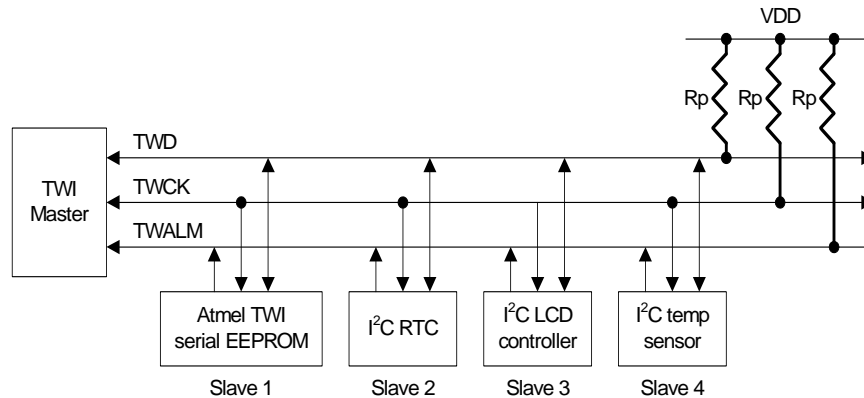 VDD
Rp Rp Rp
TWD
TWI
Master
TWCK
TWALM
Atmel TWI
serial EEPROM
I²C RTC
I²C LCD
controller
I²C temp
sensor
Slave 1 Slave 2 Slave 3 Slave 4